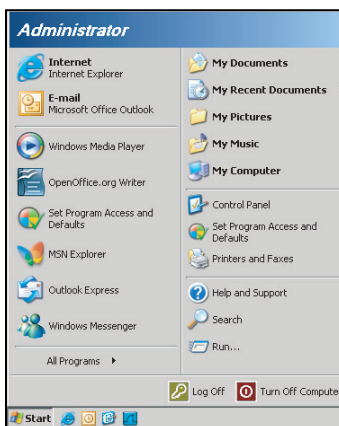 Administrator
Internet
Internet Explorer
E-mail
Microsoft Office Outlook
Windows Media Player
OpenOffice.org Writer
Set Program Access and
Defaults
MSN Explorer
Outlook Express
Windows Messenger
All Programs
My Documents
My Recent Documents
My Pictures
My Music
My Computer
Control Panel
Set Program Access and
Defaults
Printers and Faxes
Help and Support
Search
Run...
Log Off
Turn Off Compute
Start